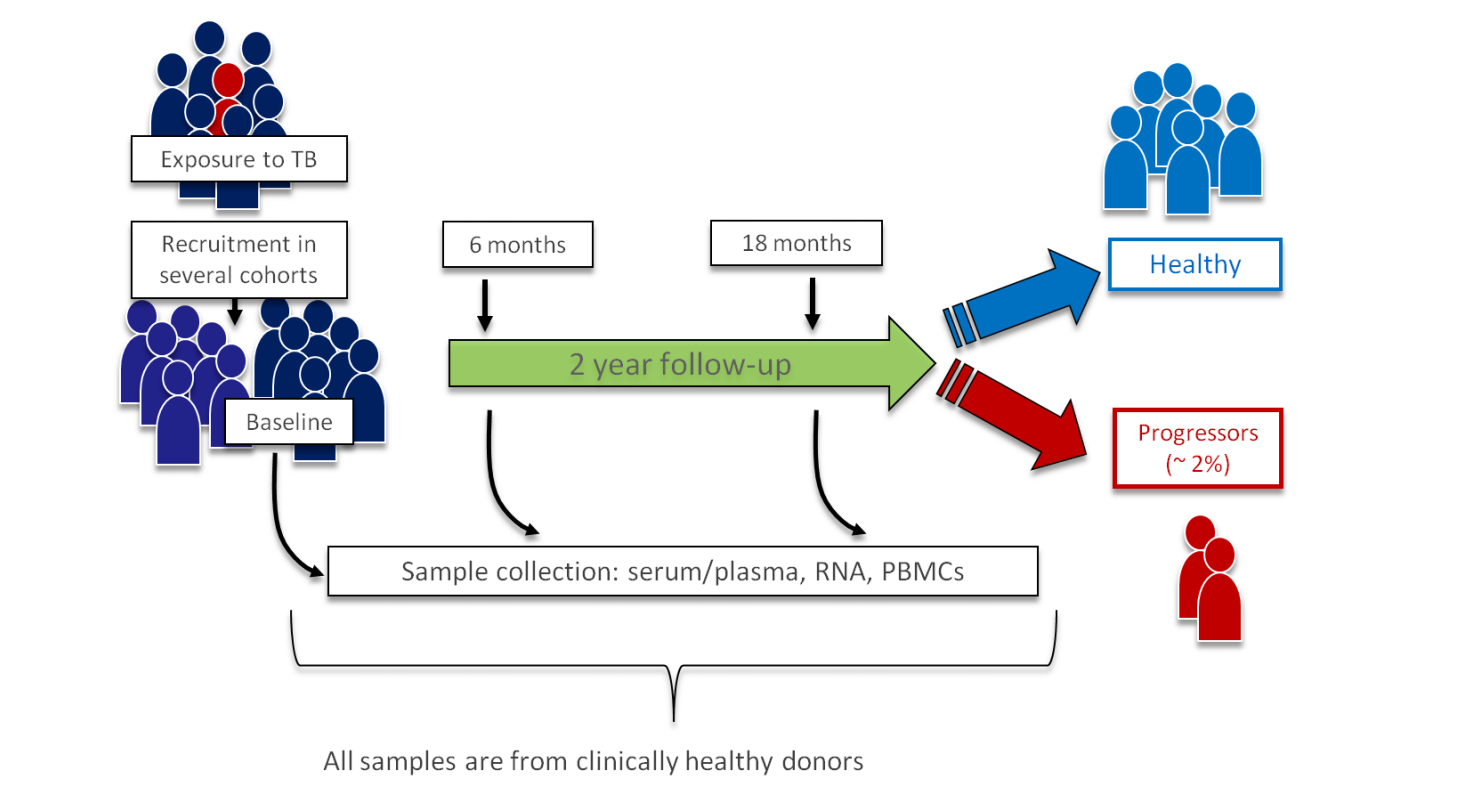 Exposure to TB
Recruitment in
several cohorts
6 months
18 months
Healthy
2 year follow-up
Baseline
Progressors
(~ 2%)
Sample collection: serum/plasma, RNA, PBMCs
All samples are from clinically healthy donors